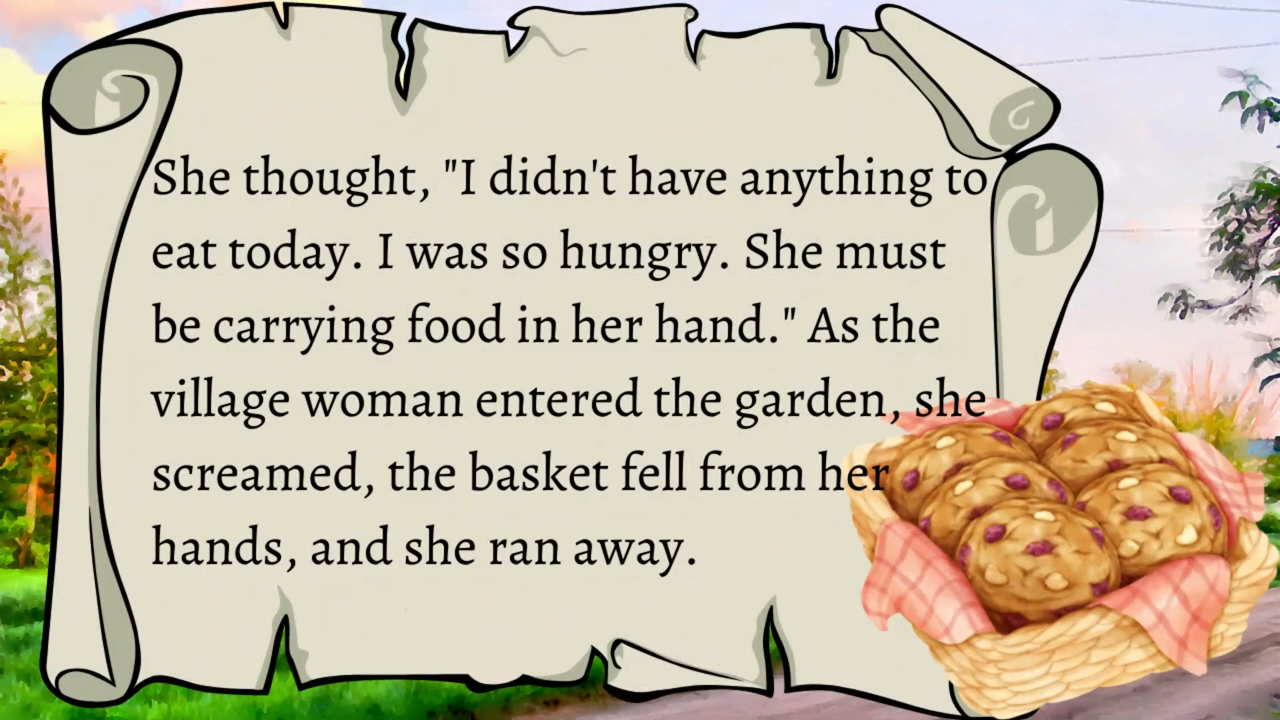 She thought, "I didn't have anything to
eat today. I was so hungry. She must
be carrying food in her hand." As the
village woman entered the garden, she
screamed, the basket fell from her
hands, and she ran away.